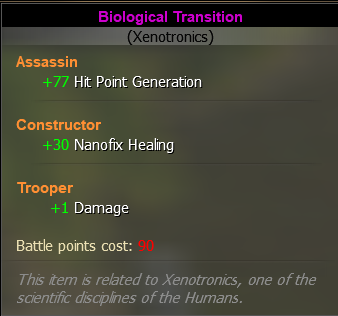 Biological Transition
(Xenotronics)
Assassin
+77 Hit Point Generation
Constructor
+30 Nanofix Healing
Trooper
+1 Damage
Battle points cost: 90
This item is related to Xenotronics, one of the
scientific disciplines of the Humans.